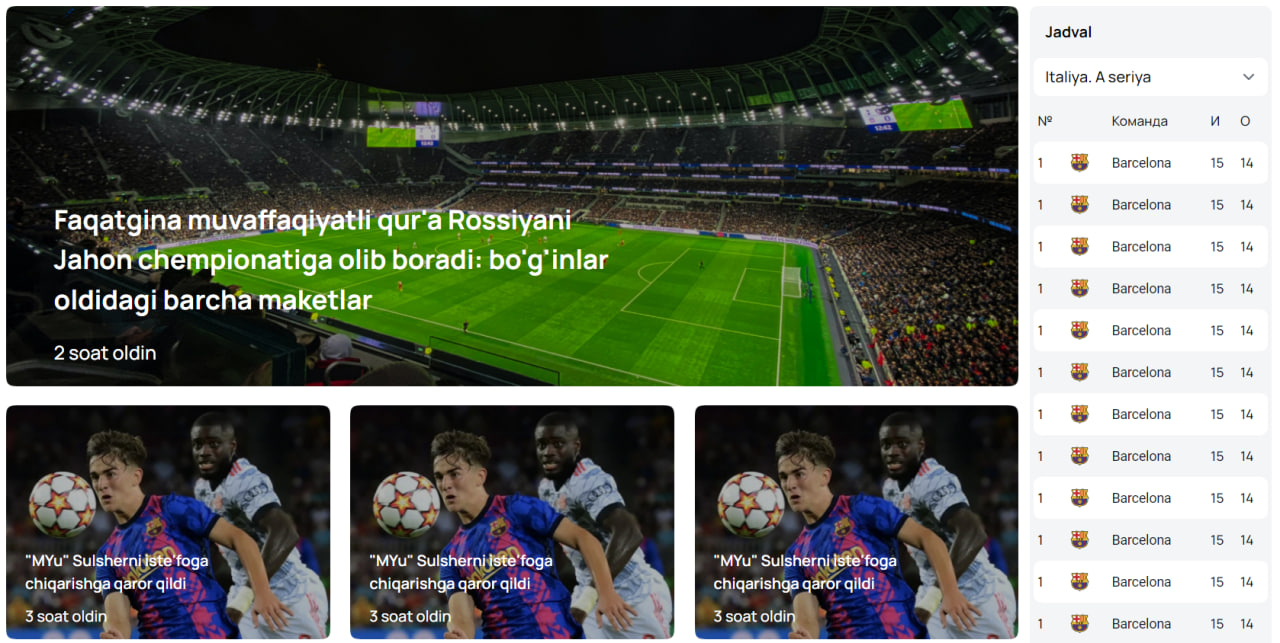 Faqatgina muvaffaqiyatli qur'a Rossiyani
Jahon chempionatiga olib boradi: bo'g'inlar
oldidagi barcha maketlar
2 soat oldin
"MYu" Sulsherni iste'foga
chiqarishga qaror qildi
3 soat oldin
"MYu" Sulsherni iste'foga
chiqarishga qaror qildi
3 soat oldin
"MYu" Sulsherni iste'foga
chiqarishga qaror qildi
3 soat oldin
Jadval
Italiya. A seriya
№ Команда И О
1 Barcelona 15 14
1 Barcelona 15 14
1 Barcelona 15 14
1 Barcelona 15 14
1 Barcelona 15 14
1 Barcelona 15 14
1 Barcelona 15 14
1 Barcelona 15 14
1 Barcelona 15 14
1 Barcelona 15 14
1 Barcelona 15 14
1 Barcelona 15 14